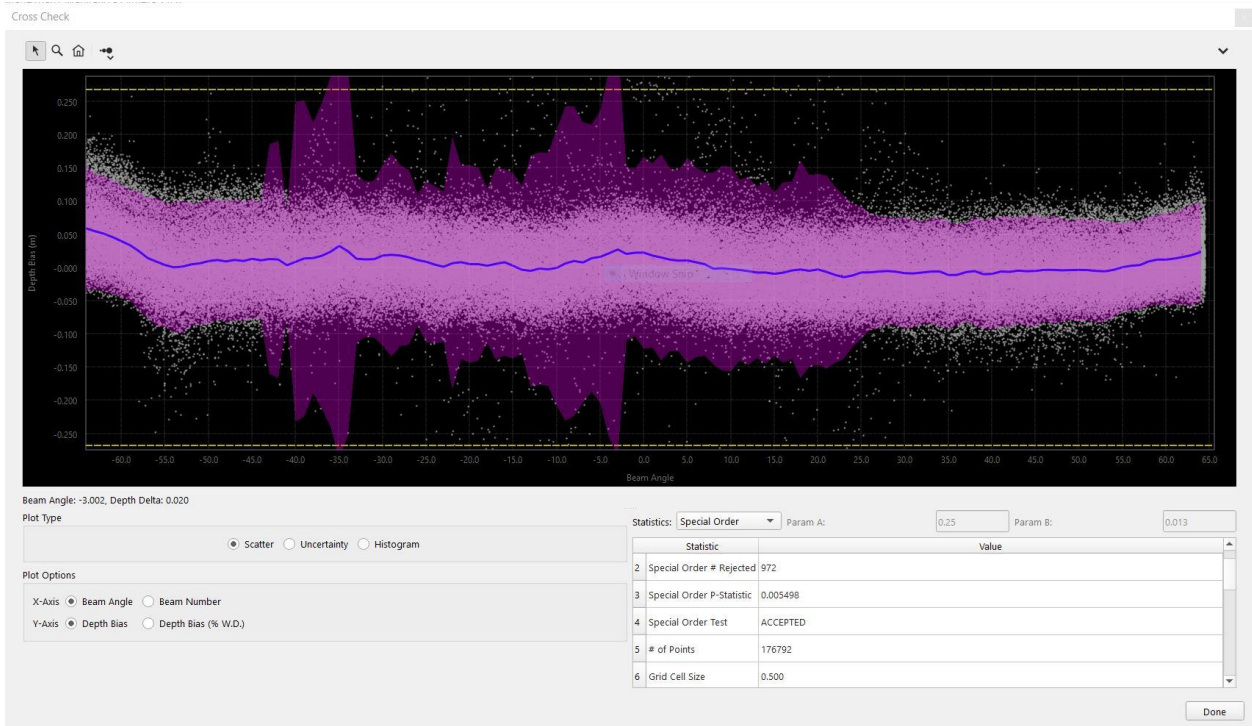 Cross Check
0.250
0.200
0.150
0.100
0.050
-0.000
-0.050
-0.100
-0.150
-0.200
-0.250
Depth Bias (m)
Window Snip
-60.0 -55.0 -50.0 -45.0 -40.0 -35.0 -30.0 -25.0 -20.0 -15.0 -10.0 -5.0 0.0 5.0 10.0 15.0 20.0 25.0 30.0 35.0 40.0 45.0 50.0 55.0 60.0 65.0
Beam Angle
Beam Angle: -3.002, Depth Delta: 0.020
Plot Type
Scatter Uncertainty Histogram
Plot Options
X-Axis Beam Angle Beam Number
Y-Axis Depth Bias Depth Bias (% W.D.)
Statistics: Special Order Param A: 0.25 Param B: 0.013
Statistic Value
2 Special Order # Rejected 972
3 Special Order P-Statistic 0.005498
4 Special Order Test ACCEPTED
5 # of Points 176792
6 Grid Cell Size 0.500
Done